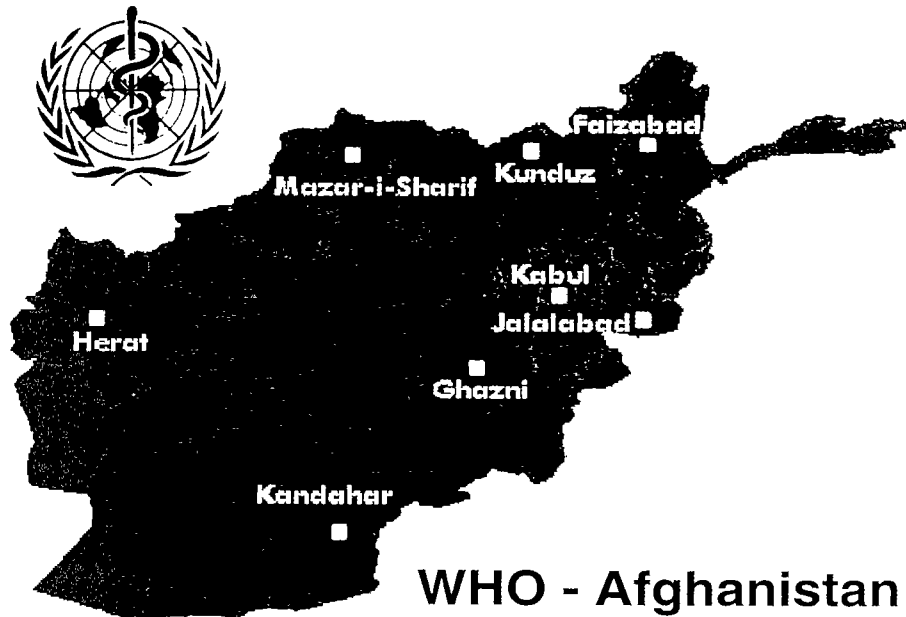 Faizabad
Mazar-i-Sharif
Kunduz
Kabul
Jalalabad
Herat
Ghazni
Kandahar
WHO - Afghanistan